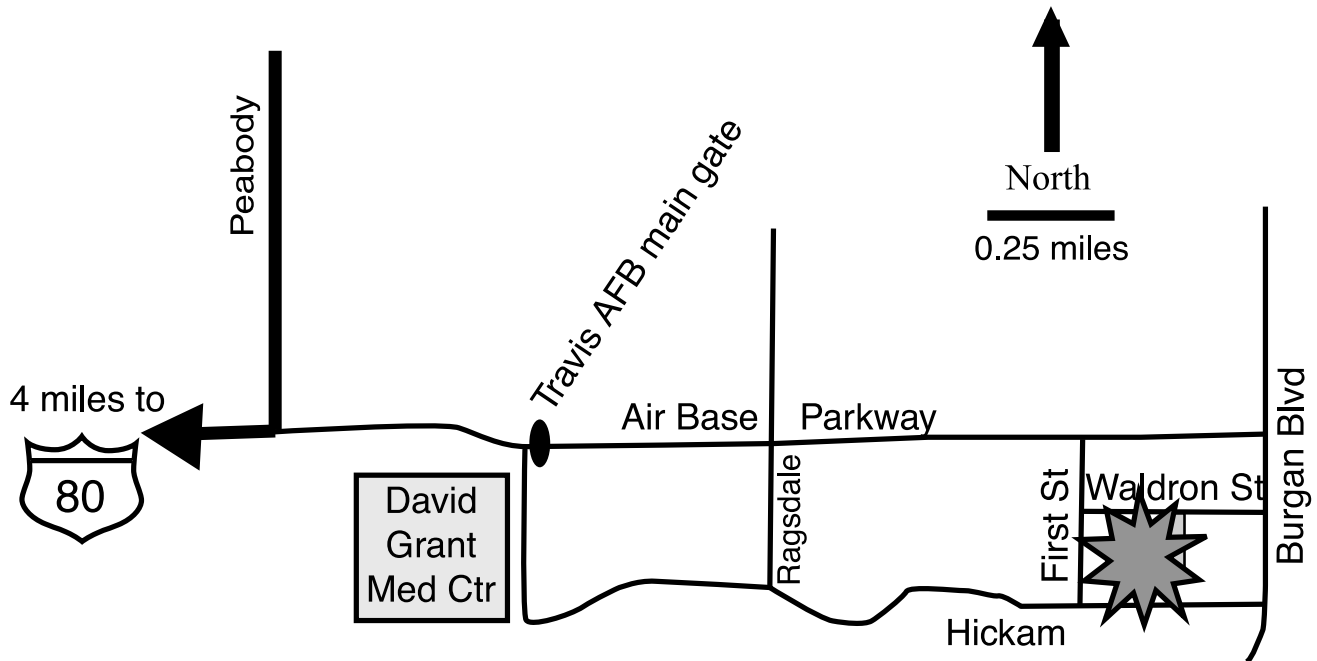 North
0.25 miles
Peabody
Travis AFB main gate
4 miles to
80
Air Base Parkway
David
Grant
Med Ctr
Ragsdale
First St
Waldron St
Burgan Blvd
Hickam